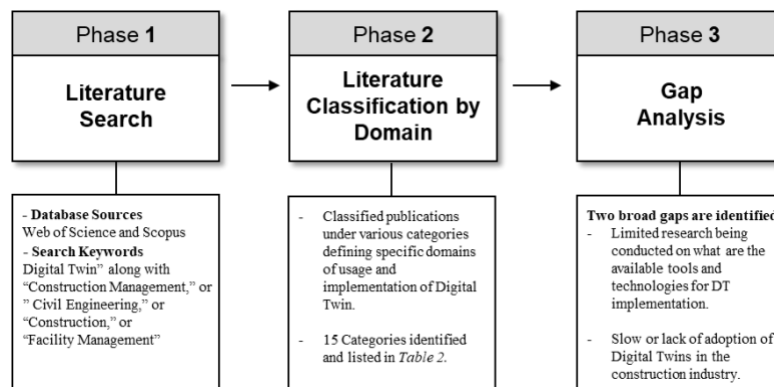 Phase 1
Literature
Search
- Database Sources
Web of Science and Scopus
- Search Keywords
Digital Twin” along with
“Construction Management,” or
” Civil Engineering,” or
“Construction,” or
“Facility Management”
Phase 2
Literature
Classification by
Domain
- Classified publications
under various categories
defining specific domains
of usage and
implementation of Digital
Twin.
- 15 Categories identified
and listed in Table 2.
Phase 3
Gap
Analysis
Two broad gaps are identified
- Limited research being
conducted on what are the
available tools and
technologies for DT
implementation.
- Slow or lack of adoption of
Digital Twins in the
construction industry.